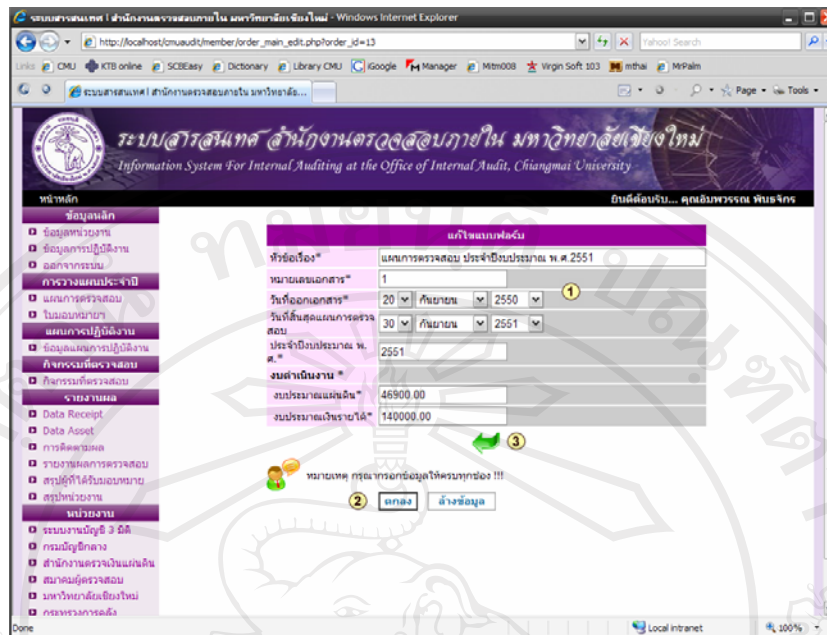 ระบบสารสนเทศ | สำนักงานตรวจสอบภายใน มหาวิทยาลัยเชียงใหม่ - Windows Internet Explorer
http://localhost/cmuaudit/member/order_main_edit.php?order_id=13
Yahoo! Search
Links CMU KTB online SCBEasy Dictionary Library CMU iGoogle Manager Mitm008 Virgin Soft 103 mthai MrPalm
ระบบสารสนเทศ | สำนักงานตรวจสอบภายใน มหาวิทยาลัย...
Page Tools
ระบบสารสนเทศ สำนักงานตรวจสอบภายใน มหาวิทยาลัยเชียงใหม่
Information System For Internal Auditing at the Office of Internal Audit, Chiangmai University
หน้าหลัก
ยินดีต้อนรับ... คุณอัมพวรรณ พันธจักร
ข้อมูลหลัก
ข้อมูลหน่วยงาน
ข้อมูลการปฏิบัติงาน
ออกจากระบบ
การวางแผนประจำปี
แผนการตรวจสอบ
ใบมอบหมายฯ
แผนการปฏิบัติงาน
ข้อมูลแผนการปฏิบัติงาน
กิจกรรมที่ตรวจสอบ
กิจกรรมที่ตรวจสอบ
รายงานผล
Data Receipt
Data Asset
การติดตามผล
รายงานผลการตรวจสอบ
สรุปผู้ที่ได้รับมอบหมาย
สรุปหน่วยงาน
หน่วยงาน
ระบบงานบัญชี 3 มิติ
กรมบัญชีกลาง
สำนักงานตรวจเงินแผ่นดิน
สมาคมผู้ตรวจสอบ
มหาวิทยาลัยเชียงใหม่
กระทรวงการคลัง
แก้ไขแบบฟอร์ม
หัวข้อเรื่อง* แผนการตรวจสอบ ประจำปีงบประมาณ พ.ศ.2551
หมายเลขเอกสาร* 1
วันที่ออกเอกสาร* 20 กันยายน 2550
1
วันที่สิ้นสุดแผนการตรวจ
สอบ 30 กันยายน 2551
ประจำปีงบประมาณ พ.
ศ.* 2551
งบดำเนินงาน *
งบประมาณแผ่นดิน* 46900.00
งบประมาณเงินรายได้* 140000.00
3
หมายเหตุ กรุณากรอกข้อมูลให้ครบทุกช่อง !!!
2 ตกลง ล้างข้อมูล
Done
Local intranet
100%